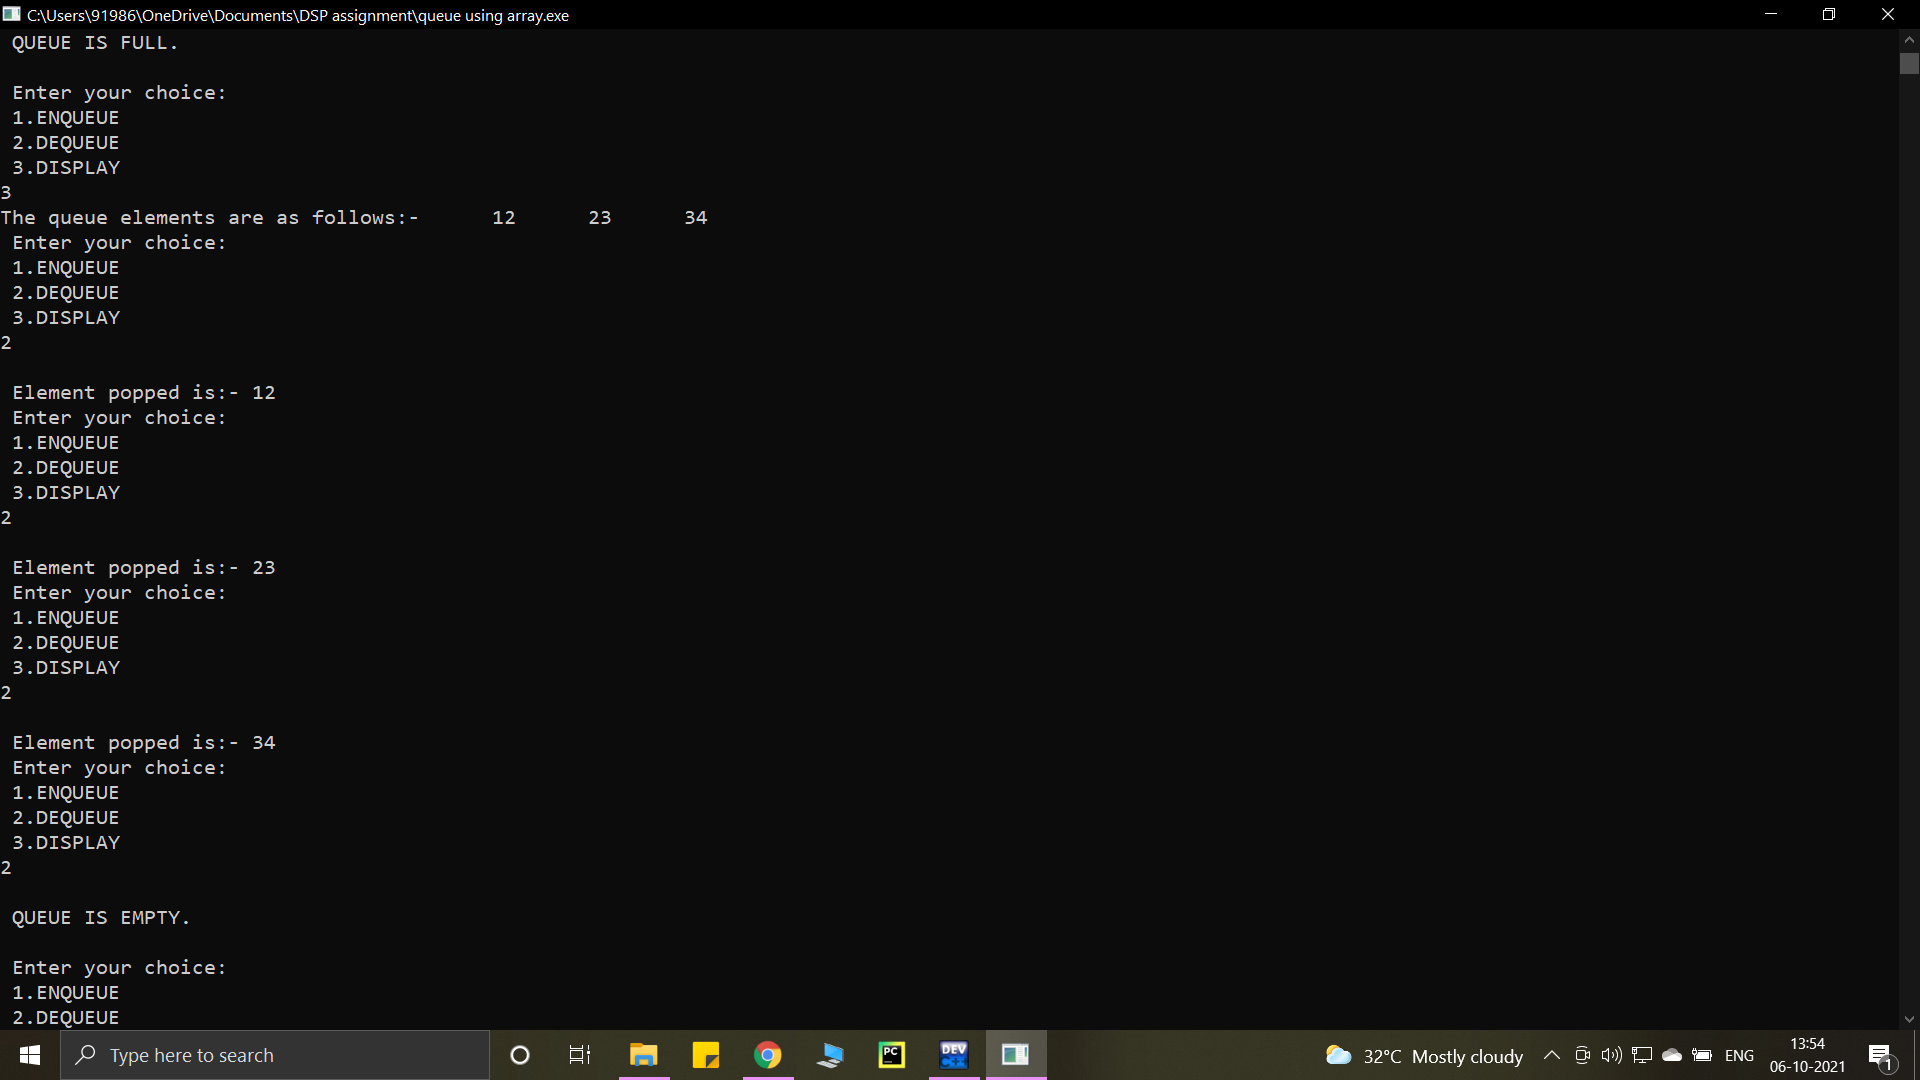 C:\Users\91986\OneDrive\Documents\DSP assignment\queue using array.exe
QUEUE IS FULL.
Enter your choice:
1.ENQUEUE
2.DEQUEUE
3.DISPLAY
3
The queue elements are as follows:- 12 23 34
Enter your choice:
1.ENQUEUE
2.DEQUEUE
3.DISPLAY
2
Element popped is:- 12
Enter your choice:
1.ENQUEUE
2.DEQUEUE
3.DISPLAY
2
Element popped is:- 23
Enter your choice:
1.ENQUEUE
2.DEQUEUE
3.DISPLAY
2
Element popped is:- 34
Enter your choice:
1.ENQUEUE
2.DEQUEUE
3.DISPLAY
2
QUEUE IS EMPTY.
Enter your choice:
1.ENQUEUE
2.DEQUEUE
Type here to search
PC
DEV
32°C Mostly cloudy
ENG
13:54
06-10-2021
1